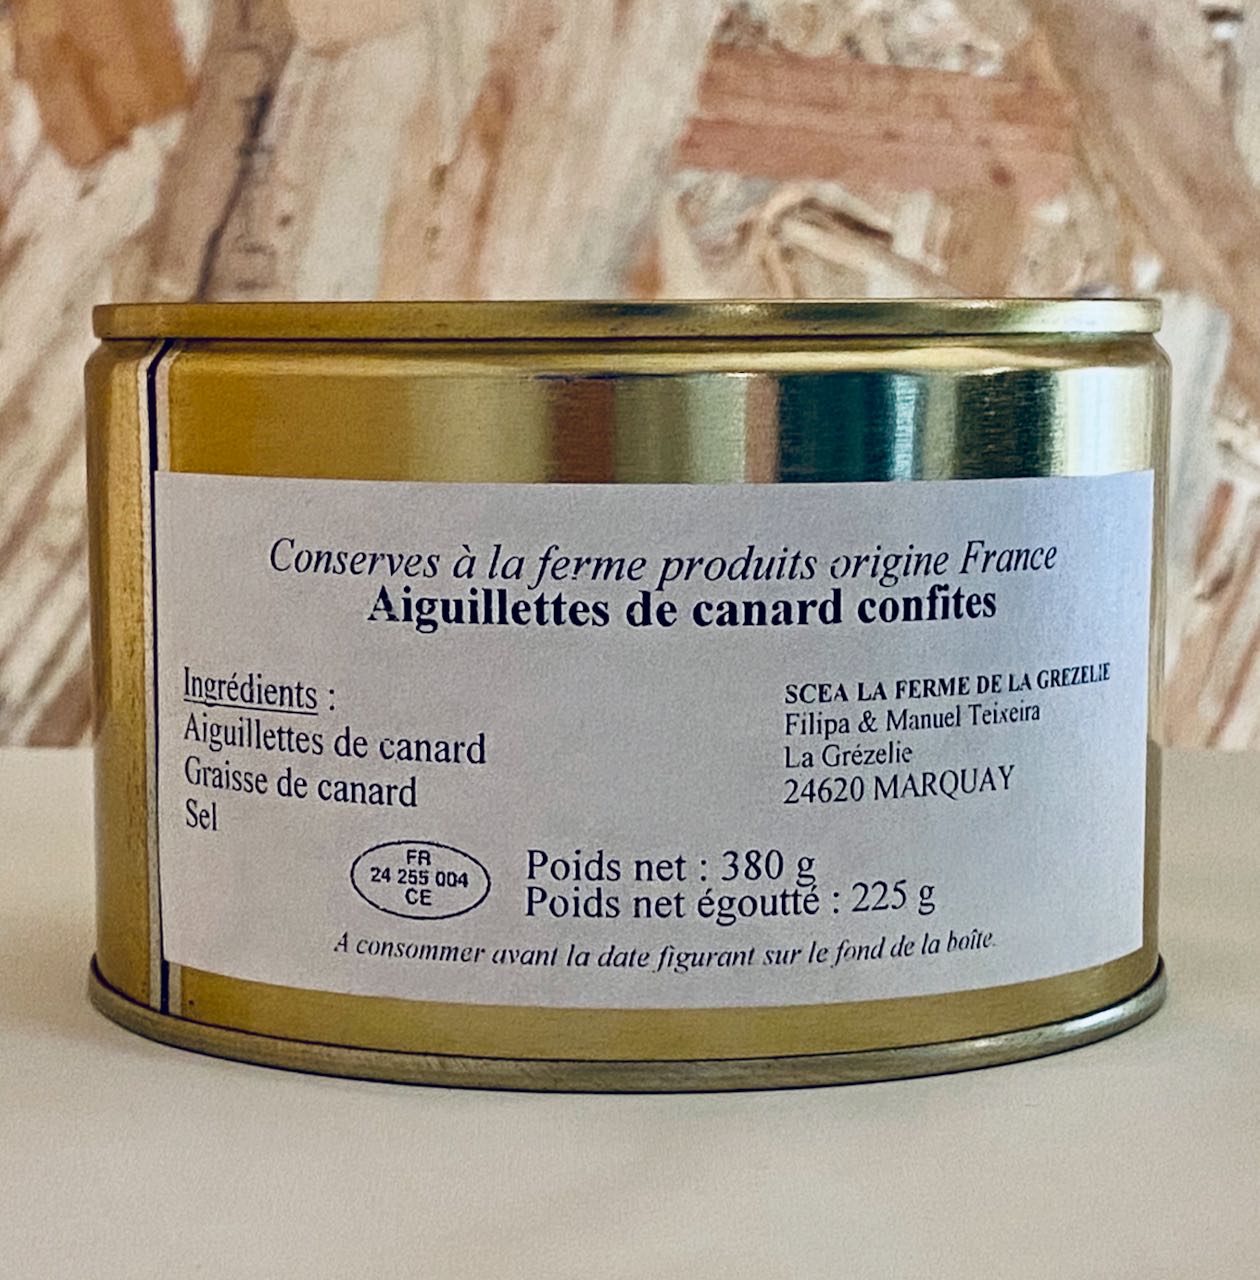 Conserves à la ferme produits origine France
Aiguillettes de canard confites
Ingrédients :
Aiguillettes de canard
Graisse de canard
Sel
SCEA LA FERME DE LA GREZELIE
Filipa & Manuel Teixeira
La Grézelie
24620 MARQUAY
FR
24 255 004
CE
Poids net : 380 g
Poids net égoutté : 225 g
A consommer avant la date figurant sur le fond de la boîte.